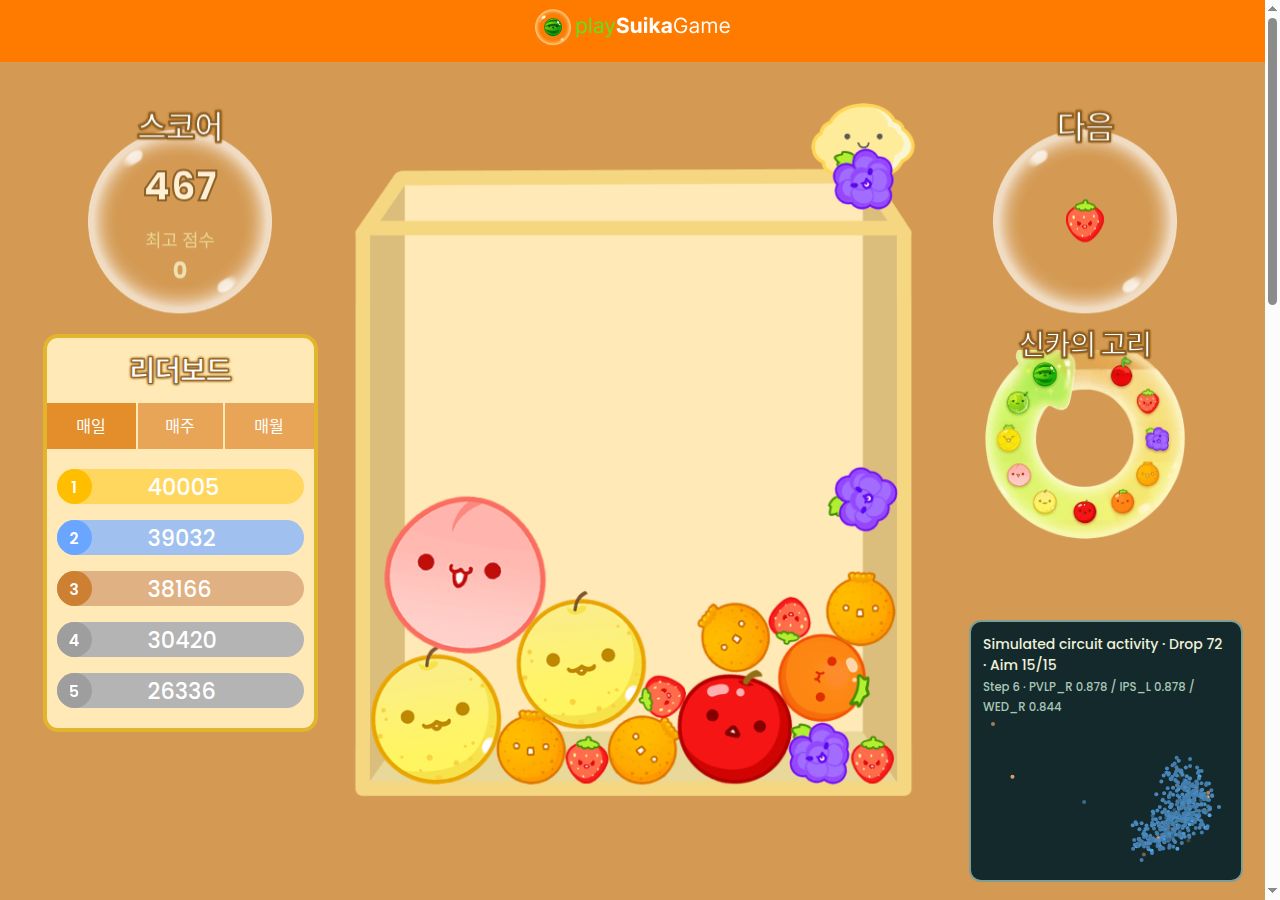 playSuikaGame
스코어
467
최고 점수
0
다음
신카의 고리
리더보드
매일 매주 매월
1 40005
2 39032
3 38166
4 30420
5 26336
Simulated circuit activity · Drop 72
· Aim 15/15
Step 6 · PVLP_R 0.878 / IPS_L 0.878 /
WED_R 0.844